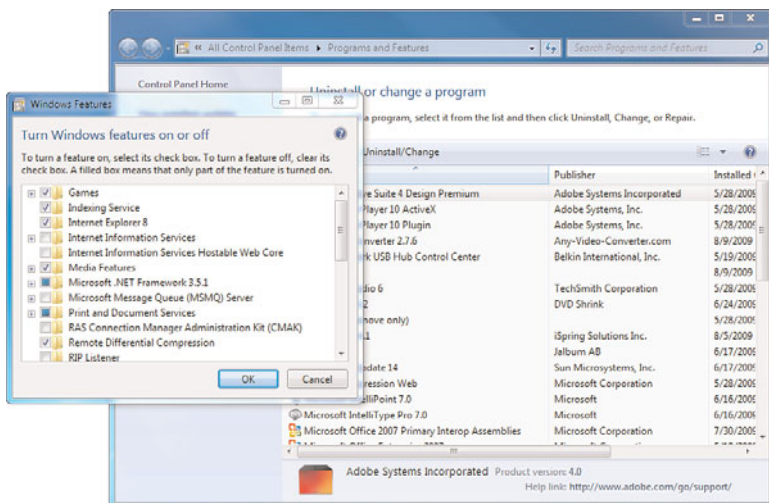 All Control Panel Items ▸ Programs and Features
Search Programs and Features
Control Panel Home
Uninstall or change a program
a program, select it from the list and then click Uninstall, Change, or Repair.
Uninstall/Change
Publisher Installed
ve Suite 4 Design Premium Adobe Systems Incorporated 5/28/2009
Player 10 ActiveX Adobe Systems, Inc. 5/28/2009
Player 10 Plugin Adobe Systems, Inc. 5/28/2009
nverter 2.7.6 Any-Video-Converter.com 8/9/2009
rk USB Hub Control Center Belkin International, Inc. 5/19/2009
8/9/2009
dio 6 TechSmith Corporation 5/28/2009
2 DVD Shrink 6/24/2009
nove only) 5/28/2009
.1 iSpring Solutions Inc. 8/5/2009
Jalbum AB 6/17/2009
pdate 14 Sun Microsystems, Inc. 6/17/2009
ression Web Microsoft Corporation 5/28/2009
elliPoint 7.0 Microsoft 6/16/2009
Microsoft IntelliType Pro 7.0 Microsoft 6/16/2009
Microsoft Office 2007 Primary Interop Assemblies Microsoft Corporation 7/30/2009
Adobe Systems Incorporated Product version: 4.0
Help link: http://www.adobe.com/go/support/
Windows Features
Turn Windows features on or off
To turn a feature on, select its check box. To turn a feature off, clear its
check box. A filled box means that only part of the feature is turned on.
Games
Indexing Service
Internet Explorer 8
Internet Information Services
Internet Information Services Hostable Web Core
Media Features
Microsoft .NET Framework 3.5.1
Microsoft Message Queue (MSMQ) Server
Print and Document Services
RAS Connection Manager Administration Kit (CMAK)
Remote Differential Compression
RIP Listener
OK Cancel